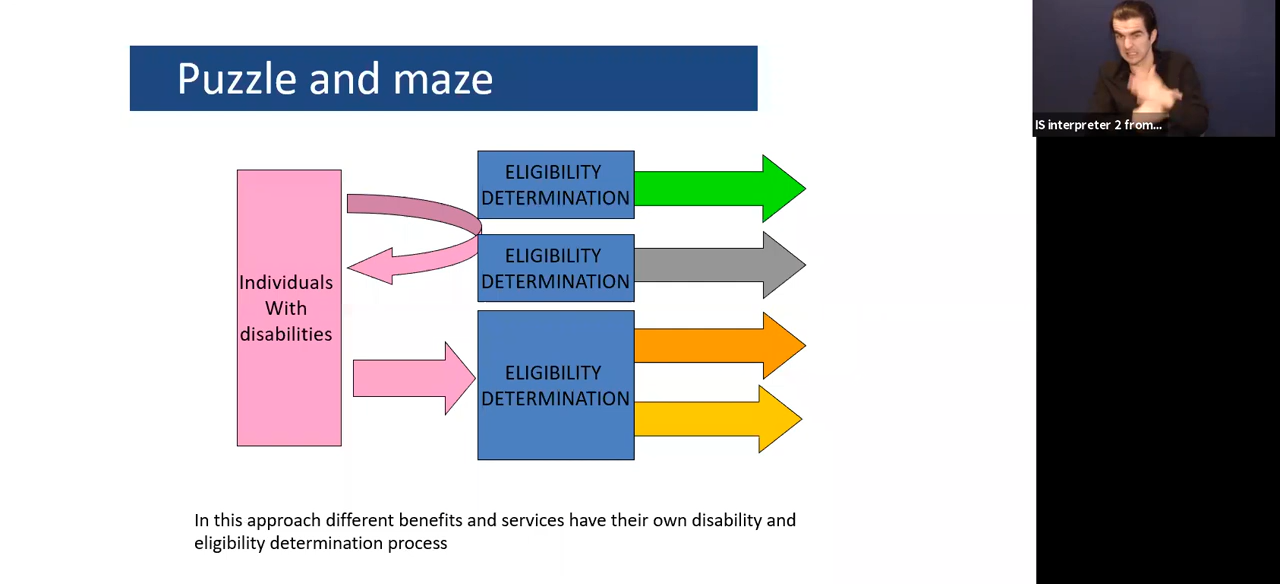 Puzzle and maze
IS interpreter 2 from...
ELIGIBILITY
DETERMINATION
ELIGIBILITY
DETERMINATION
Individuals
With
disabilities
ELIGIBILITY
DETERMINATION
In this approach different benefits and services have their own disability and
eligibility determination process